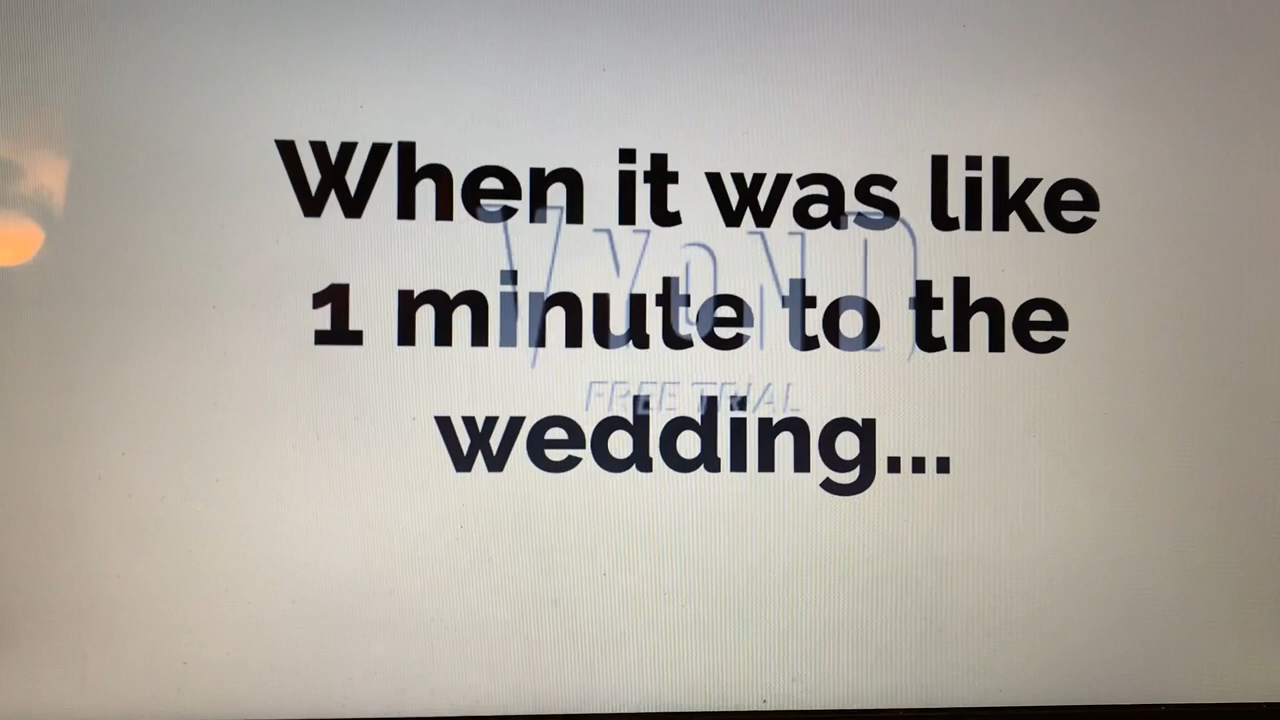 When it was like
1 minute to the
wedding...
VYOND
FREE TRIAL